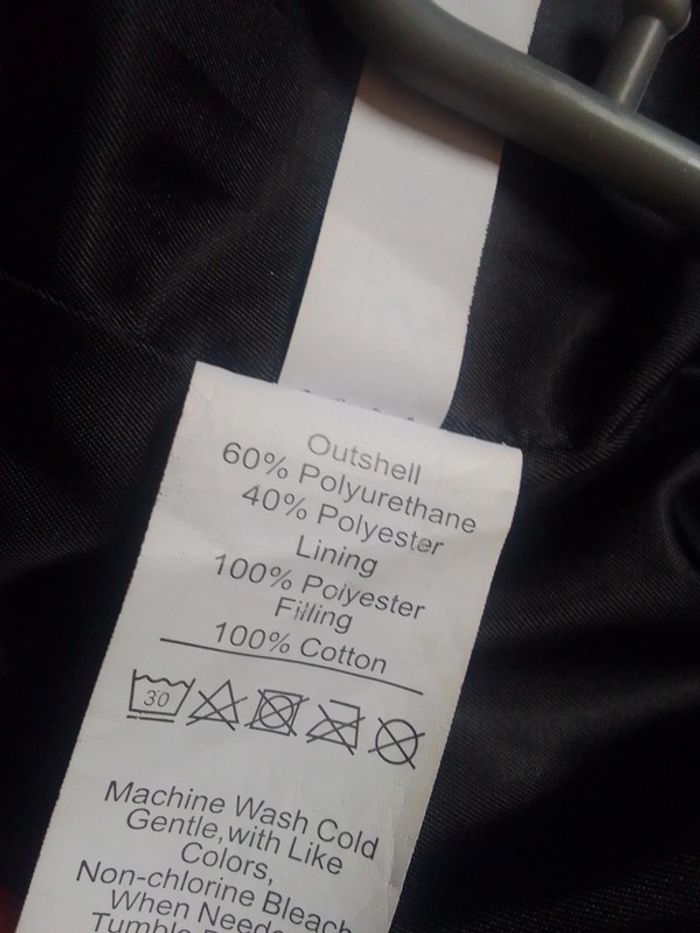 Outshell
60% Polyurethane
40% Polyester
Lining
100% Polyester
Filling
100% Cotton
30
Machine Wash Cold
Gentle,with Like
Colors,
Non-chlorine Bleach
When